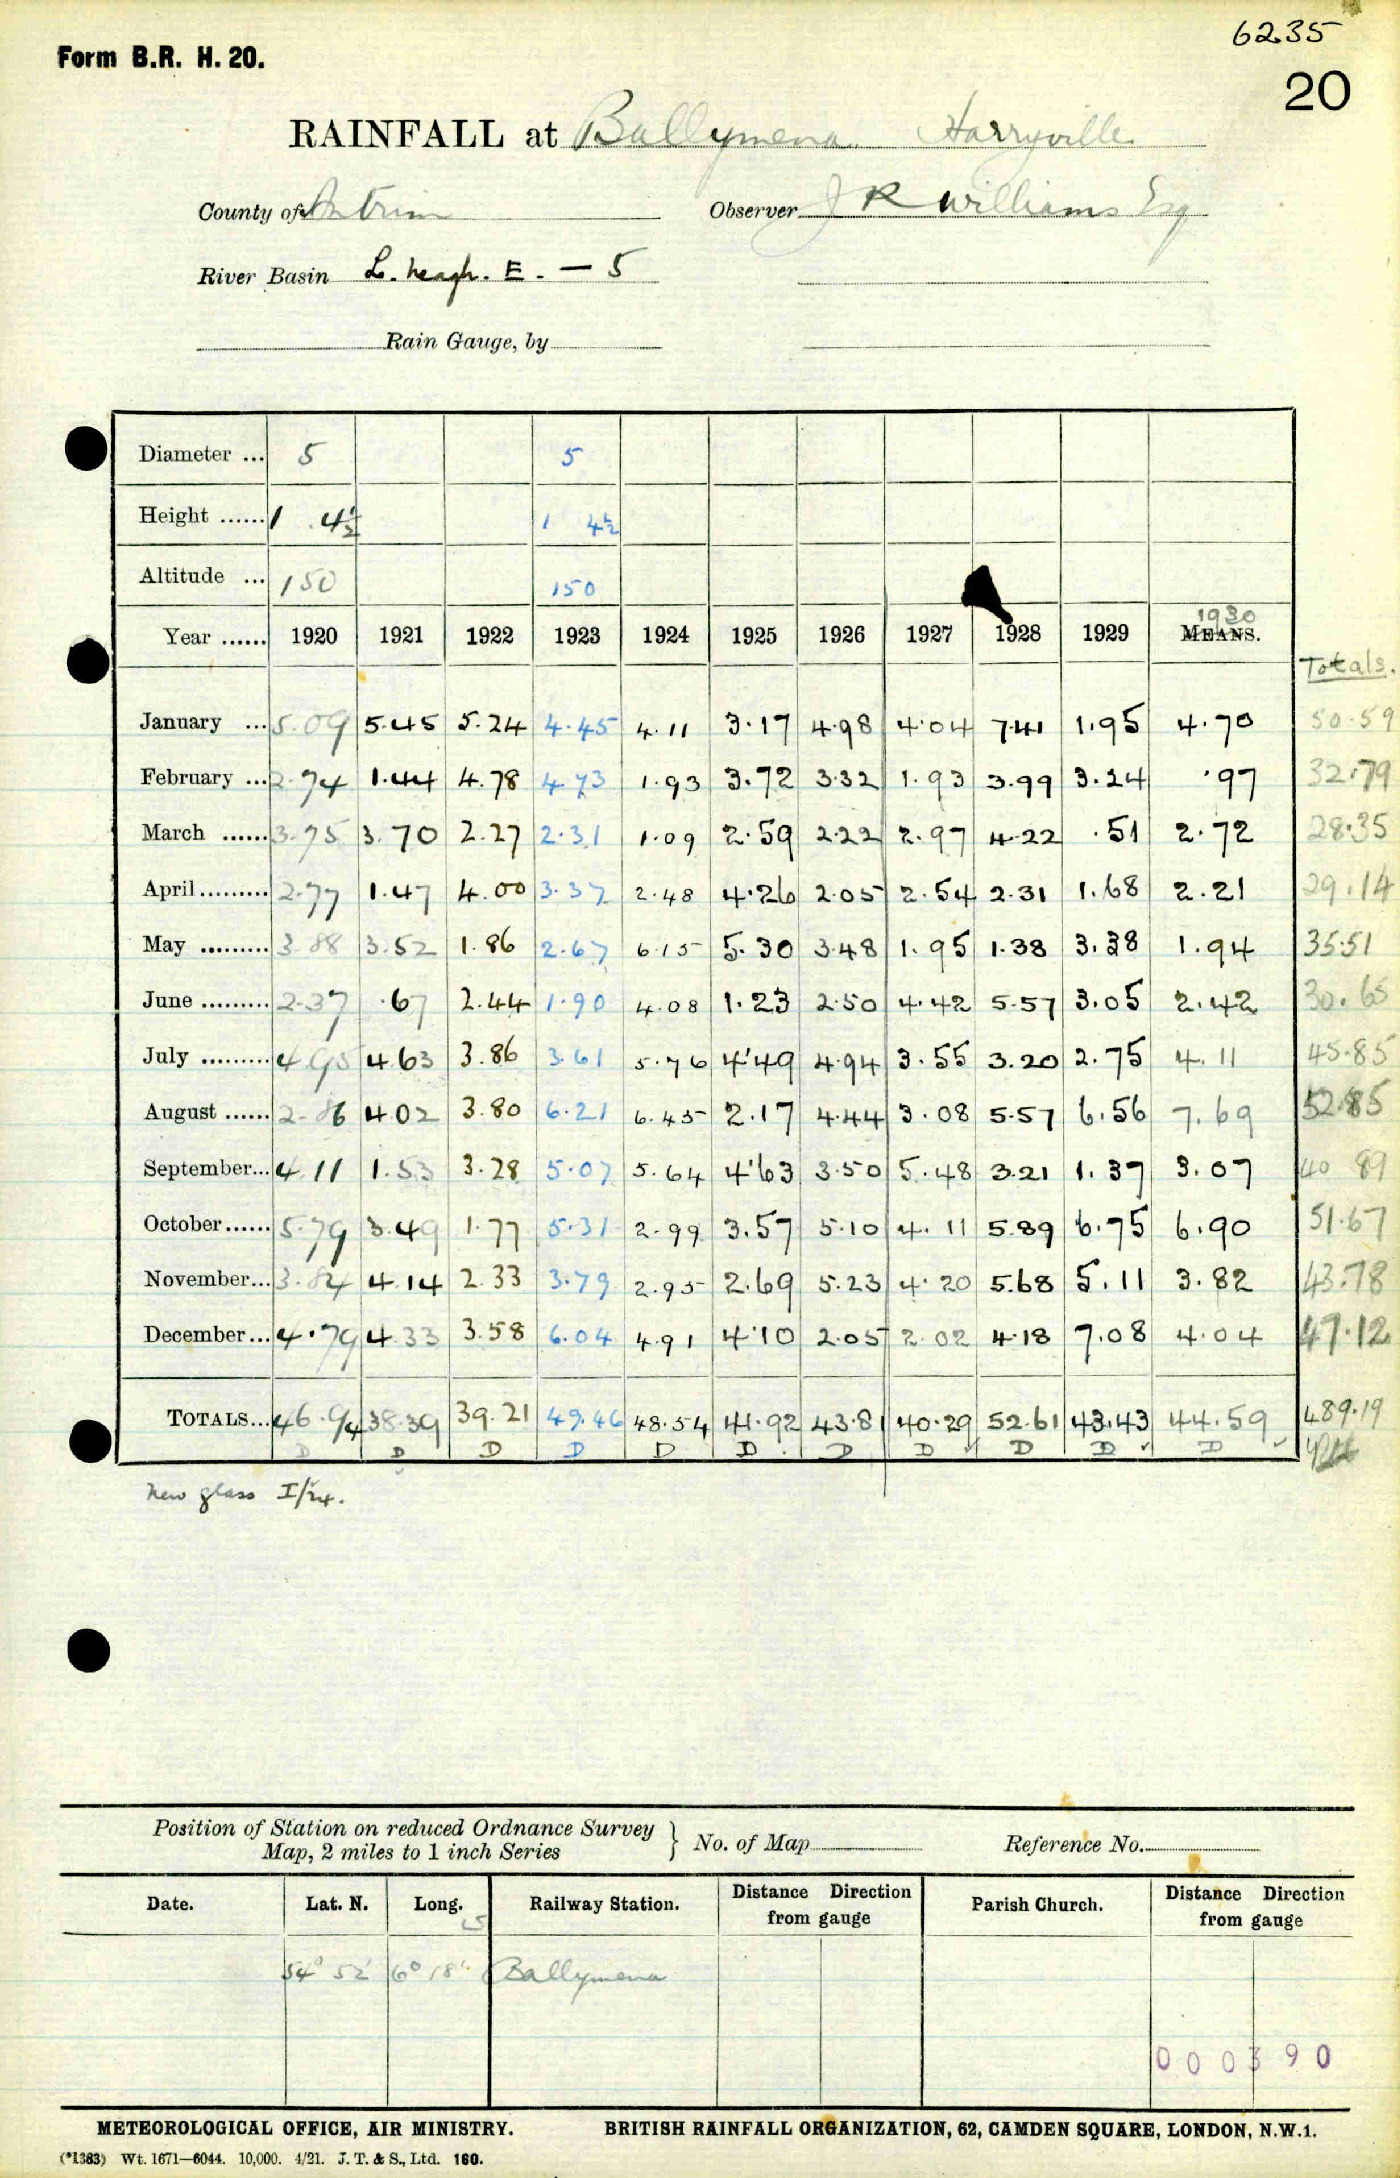 6235
Form B.R. H. 20.
20
RAINFALL at Ballymena Harryville
County of Antrim Observer J R Williams Esq
River Basin L. Neagh. E. — 5
Rain Gauge, by
Diameter ... 5 5
Height ...... 1 4½ 1 4½
Altitude ... 150 150
1930
Year ...... 1920 1921 1922 1923 1924 1925 1926 1927 1928 1929 MEANS.
Totals.
January ... 5.09 5.45 5.24 4.45 4.11 3.17 4.98 4.04 7.41 1.95 4.70 50.59
February ... 2.74 1.44 4.78 4.73 1.93 3.72 3.32 1.93 3.99 3.24 .97 32.79
March ...... 3.75 3.70 2.27 2.31 1.09 2.59 2.22 2.97 4.22 .51 2.72 28.35
April ......... 2.77 1.47 4.00 3.37 2.48 4.26 2.05 2.54 2.31 1.68 2.21 29.14
May ......... 3.88 3.52 1.86 2.67 6.15 5.30 3.48 1.95 1.38 3.38 1.94 35.51
June ......... 2.37 .67 2.44 1.90 4.08 1.23 2.50 4.42 5.57 3.05 2.42 30.65
July ......... 4.95 4.63 3.86 3.61 5.76 4.49 4.94 3.55 3.20 2.75 4.11 45.85
August ...... 2.86 4.02 3.80 6.21 6.45 2.17 4.44 3.08 5.57 6.56 7.69 52.85
September... 4.11 1.53 3.28 5.07 5.64 4.63 3.50 5.48 3.21 1.37 3.07 40 89
October...... 5.79 3.49 1.77 5.31 2.99 3.57 5.10 4.11 5.89 6.75 6.90 51.67
November... 3.84 4.14 2.33 3.79 2.95 2.69 5.23 4.20 5.68 5.11 3.82 43.78
December... 4.79 4.33 3.58 6.04 4.91 4.10 2.05 2.02 4.18 7.08 4.04 47.12
TOTALS... 46.94 38.39 39.21 49.46 48.54 41.92 43.81 40.29 52.61 43.43 44.59 489.19
D D D D D D D D D D D
New glass I/24.
Position of Station on reduced Ordnance Survey
Map, 2 miles to 1 inch Series } No. of Map Reference No.
Date. Lat. N. Long. Railway Station. Distance Direction from gauge Parish Church. Distance Direction from gauge
54° 52' 6° 18' Ballymena
000390
METEOROLOGICAL OFFICE, AIR MINISTRY. BRITISH RAINFALL ORGANIZATION, 62, CAMDEN SQUARE, LONDON, N.W.1.
(*1383) Wt. 1671—6044. 10,000. 4/21. J. T. & S., Ltd. 160.